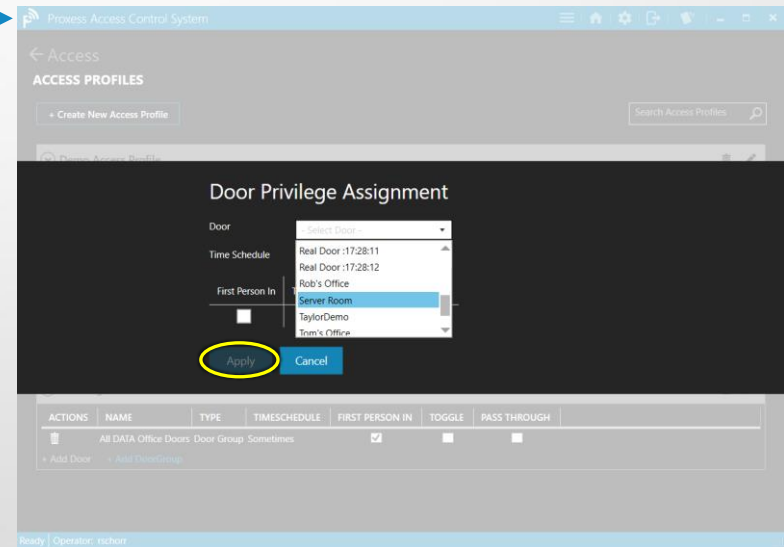 Proxess Access Control System
Access
ACCESS PROFILES
+ Create New Access Profile
Search Access Profiles
Demo Access Profile
Door Privilege Assignment
Door
- Select Door -
Time Schedule
Real Door :17:28:11
Real Door :17:28:12
Rob's Office
First Person In
Server Room
TaylorDemo
Tom's Office
Apply
Cancel
ACTIONS NAME TYPE TIMESCHEDULE FIRST PERSON IN TOGGLE PASS THROUGH
All DATA Office Doors Door Group Sometimes
+ Add Door + Add DoorGroup
Ready Operator: rschorr